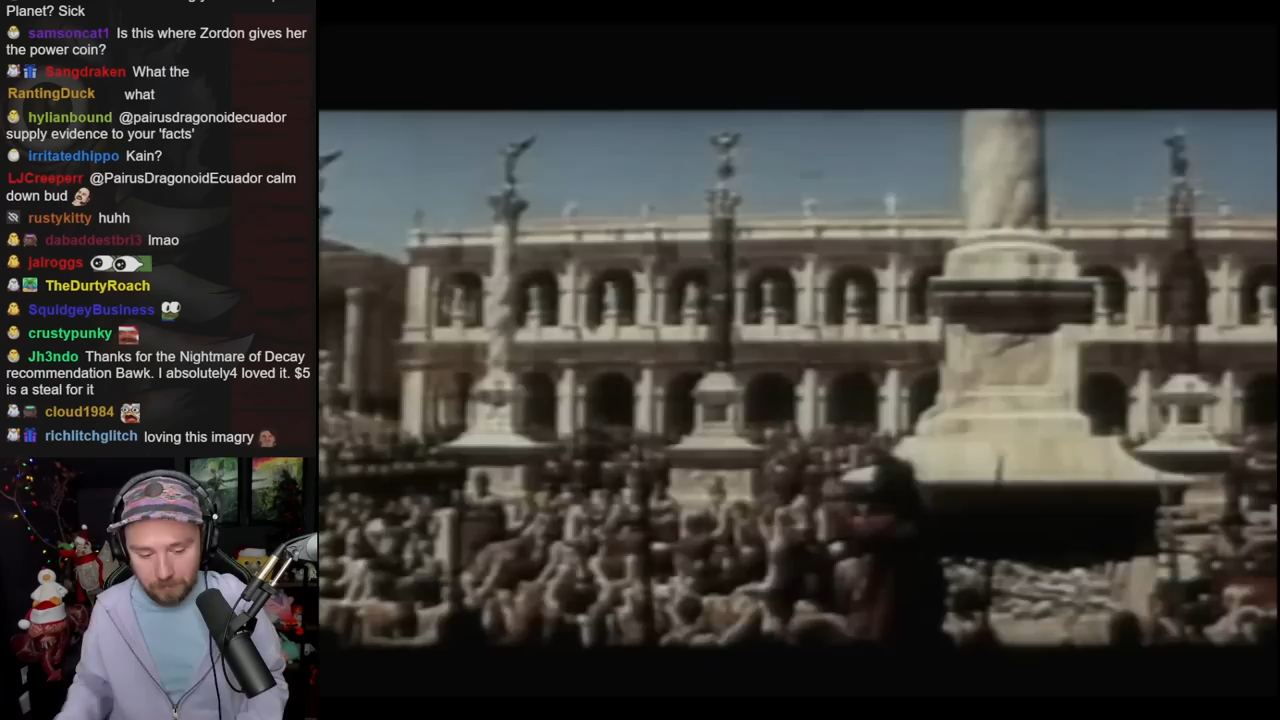 Planet? Sick
samsoncat1 Is this where Zordon gives her
the power coin?
Sangdraken What the
RantingDuck what
hylianbound @pairusdragonoidecuador
supply evidence to your 'facts'
irritatedhippo Kain?
LJCreeperr @PairusDragonoidEcuador calm
down bud
rustykitty huhh
dabaddestbri3 lmao
jalroggs
TheDurtyRoach
SquidgeyBusiness
crustypunky
Jh3ndo Thanks for the Nightmare of Decay
recommendation Bawk. I absolutely4 loved it. $5
is a steal for it
cloud1984
richlitchglitch loving this imagry